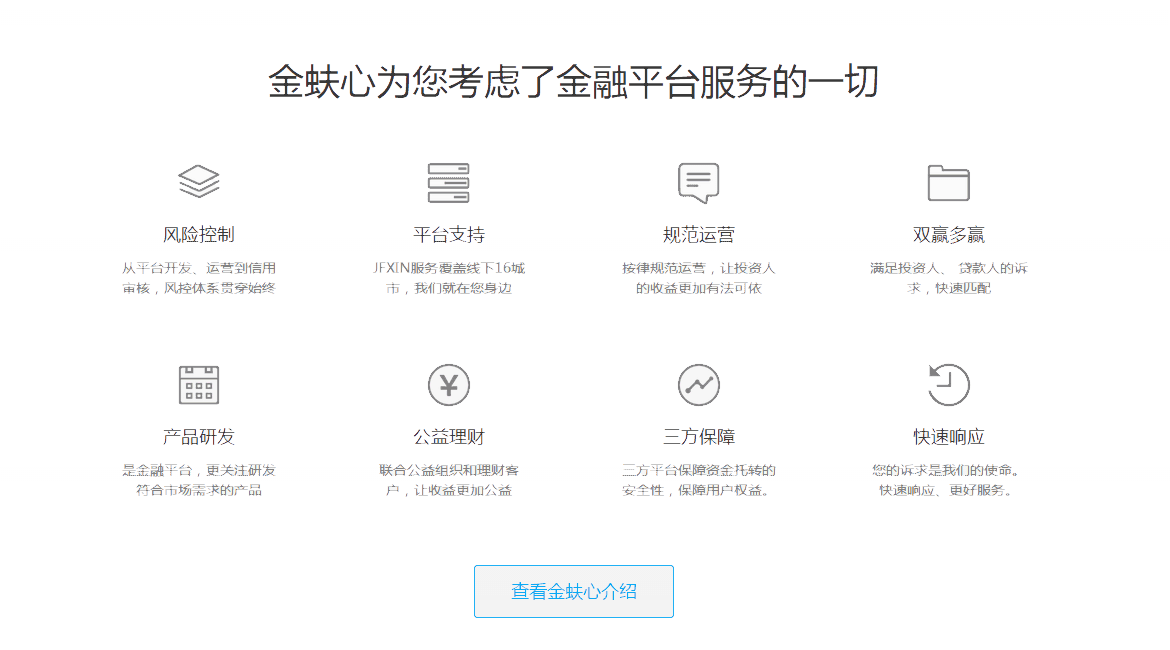 金蚨心为您考虑了金融平台服务的一切
风险控制
平台支持
规范运营
双赢多赢
从平台开发、运营到信用
审核，风控体系贯穿始终
JFXIN服务覆盖线下16城
市，我们就在您身边
按律规范运营，让投资人
的收益更加有法可依
满足投资人、 贷款人的诉
求，快速匹配
产品研发
公益理财
三方保障
快速响应
是金融平台，更关注研发
符合市场需求的产品
联合公益组织和理财客
户，让收益更加公益
三方平台保障资金托转的
安全性，保障用户权益。
您的诉求是我们的使命。
快速响应、更好服务。
查看金蚨心介绍